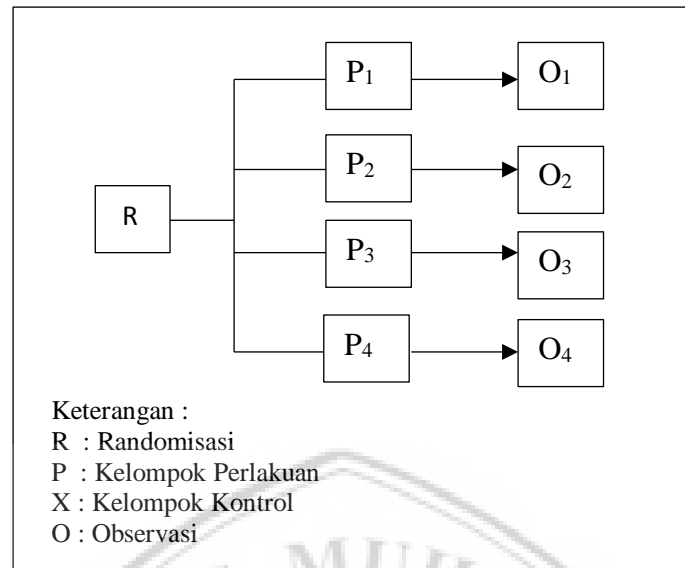 P₁ O₁
P₂ O₂
R
P₃ O₃
P₄ O₄
Keterangan :
R : Randomisasi
P : Kelompok Perlakuan
X : Kelompok Kontrol
O : Observasi